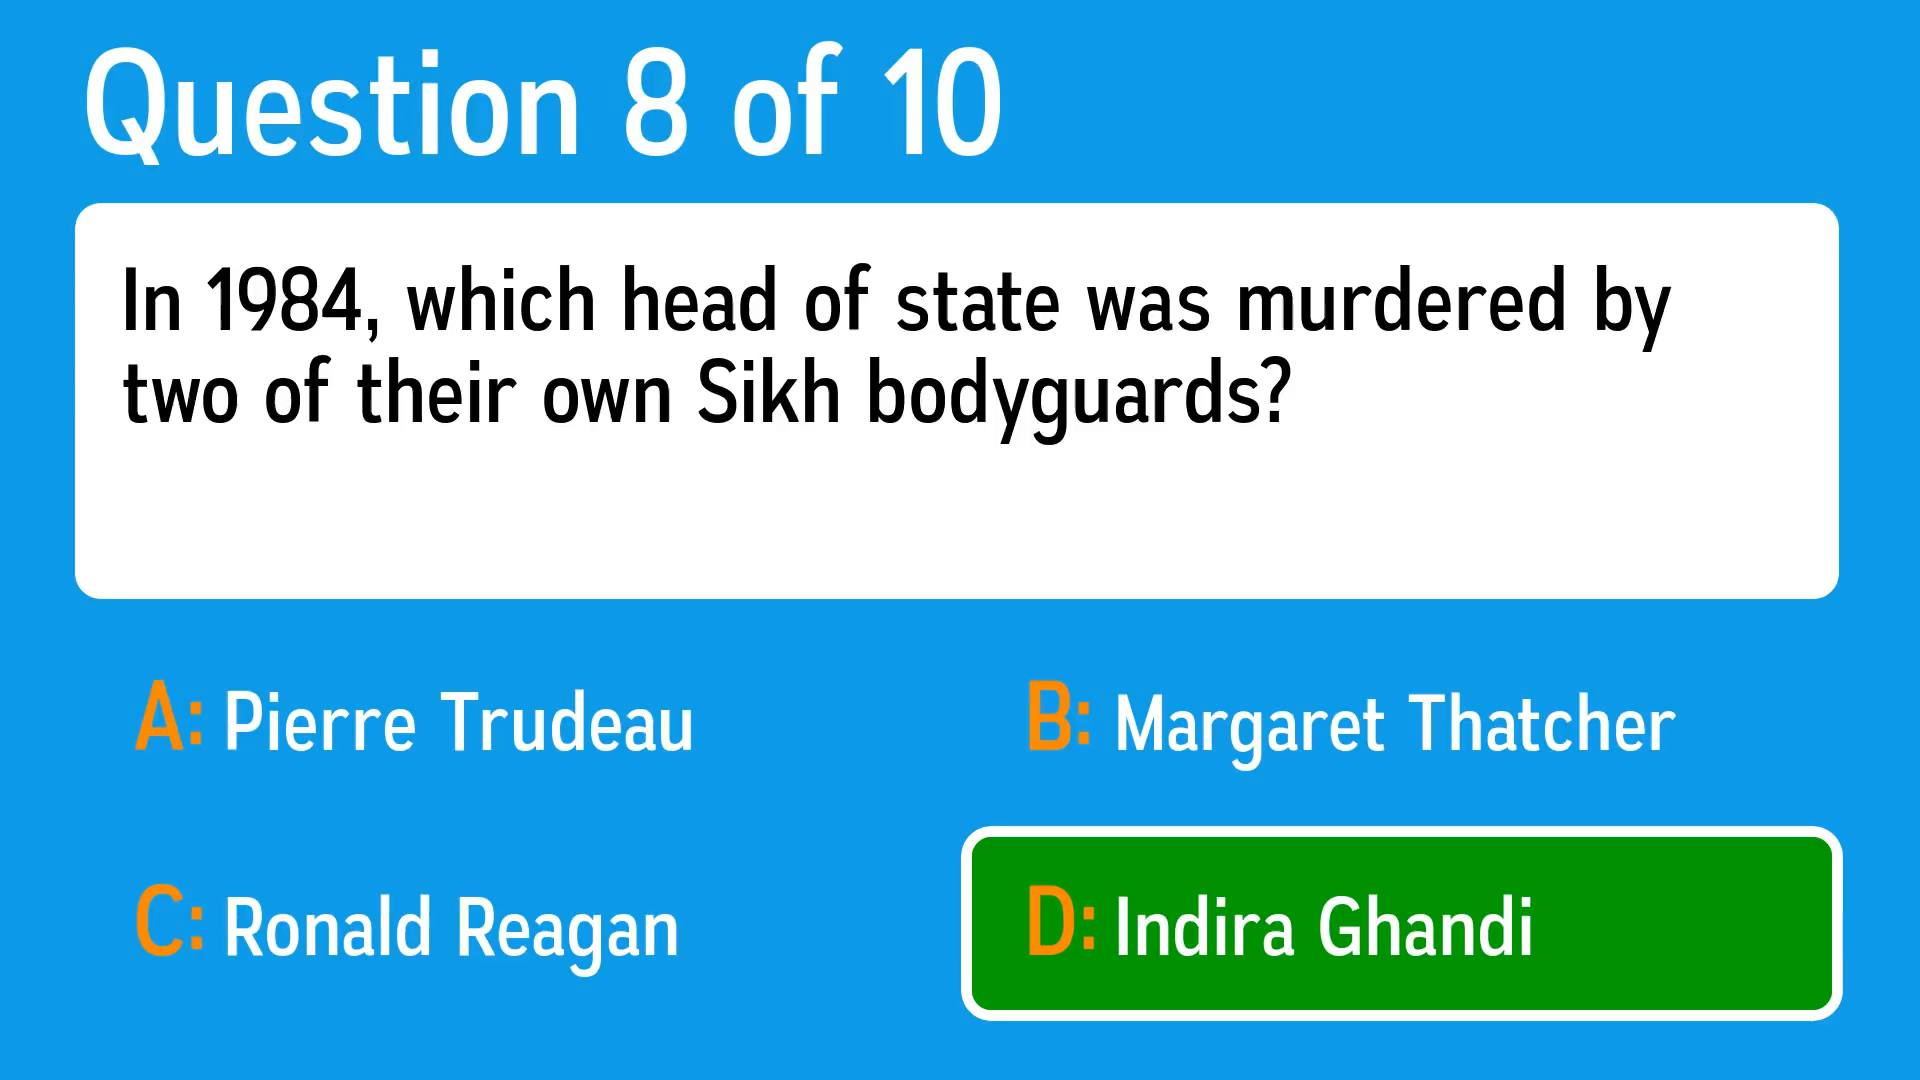 Question 8 of 10
In 1984, which head of state was murdered by
two of their own Sikh bodyguards?
A: Pierre Trudeau
B: Margaret Thatcher
C: Ronald Reagan
D: Indira Ghandi